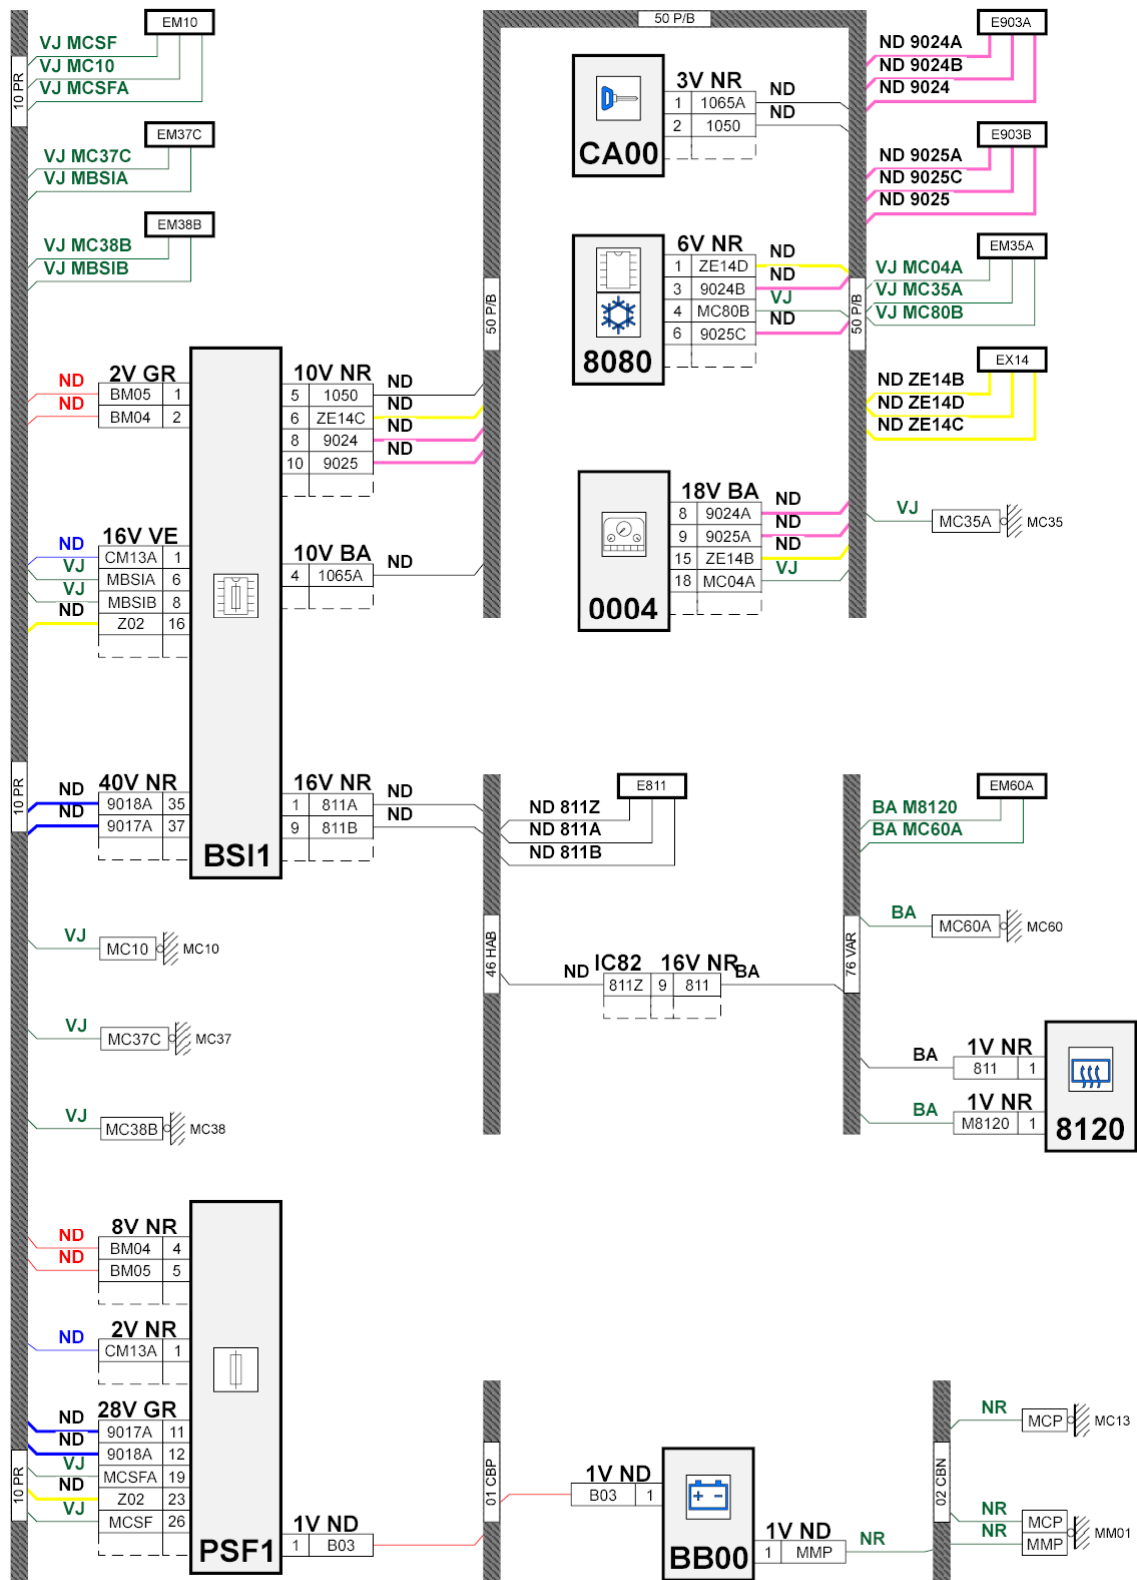 50 P/B
EM10
VJ MCSF
VJ MC10
VJ MCSFA
10 PR
EM37C
VJ MC37C
VJ MBSIA
EM38B
VJ MC38B
VJ MBSIB
3V NR
1 1065A ND
2 1050 ND
CA00
E903A
ND 9024A
ND 9024B
ND 9024
E903B
ND 9025A
ND 9025C
ND 9025
6V NR
1 ZE14D ND
3 9024B ND
4 MC80B VJ
6 9025C ND
8080
EM35A
VJ MC04A
VJ MC35A
VJ MC80B
50 P/B
50 P/B
EX14
ND ZE14B
ND ZE14D
ND ZE14C
2V GR
ND BM05 1
ND BM04 2
10V NR
5 1050 ND
6 ZE14C ND
8 9024 ND
10 9025 ND
18V BA
8 9024A ND
9 9025A ND
15 ZE14B ND
18 MC04A VJ
0004
VJ MC35A MC35
16V VE
ND CM13A 1
VJ MBSIA 6
VJ MBSIB 8
ND Z02 16
10V BA
4 1065A ND
10 PR
40V NR
ND 9018A 35
ND 9017A 37
16V NR
1 811A ND
9 811B ND
BSI1
E811
ND 811Z
ND 811A
ND 811B
EM60A
BA M8120
BA MC60A
BA MC60A MC60
VJ MC10 MC10
46 HAB
IC82 16V NR
ND 811Z 9 811 BA
76 VAR
VJ MC37C MC37
1V NR
BA 811 1
1V NR
BA M8120 1
8120
VJ MC38B MC38
8V NR
ND BM04 4
ND BM05 5
2V NR
ND CM13A 1
28V GR
ND 9017A 11
ND 9018A 12
VJ MCSFA 19
ND Z02 23
VJ MCSF 26
10 PR
PSF1
1V ND
1 B03
01 CBP
1V ND
B03 1
BB00
1V ND
1 MMP NR
02 CBN
NR MCP MC13
NR MCP
NR MMP MM01